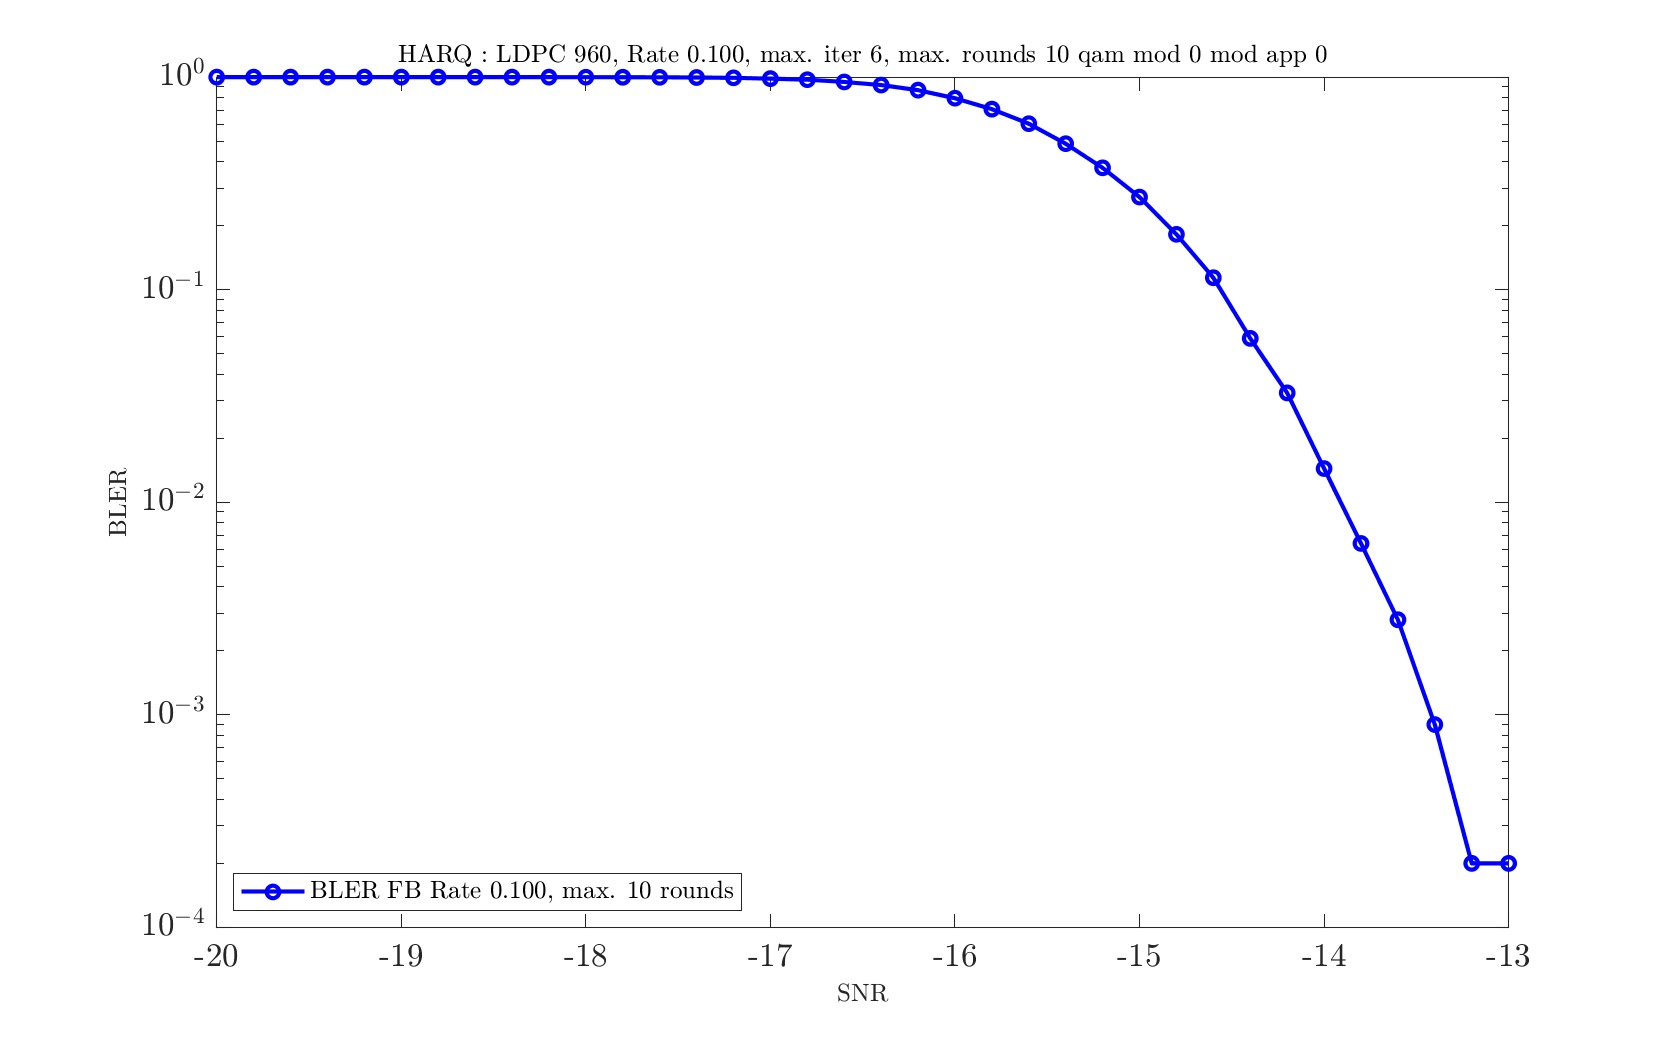 HARQ : LDPC 960, Rate 0.100, max. iter 6, max. rounds 10 qam mod 0 mod app 0
10^0
10^{-1}
10^{-2}
10^{-3}
10^{-4}
BLER
BLER FB Rate 0.100, max. 10 rounds
-20 -19 -18 -17 -16 -15 -14 -13
SNR